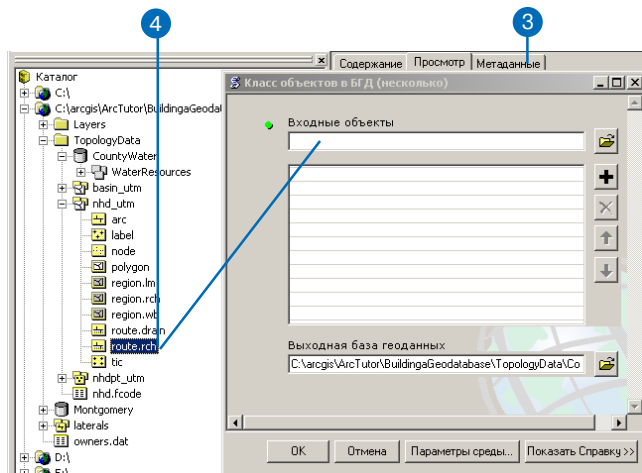 4
3
Содержание
Просмотр
Метаданные
Каталог
C:\
C:\arcgis\ArcTutor\BuildingaGeodat
Layers
TopologyData
CountyWater
WaterResources
basin_utm
nhd_utm
arc
label
node
polygon
region.lm
region.rch
region.wb
route.drain
route.rch
tic
nhdpt_utm
nhd.fcode
Montgomery
laterals
owners.dat
D:\
E:\
Класс объектов в БГД (несколько)
Входные объекты
Выходная база геоданных
C:\arcgis\ArcTutor\BuildingaGeodatabase\TopologyData\Co
OK
Отмена
Параметры среды...
Показать Справку >>